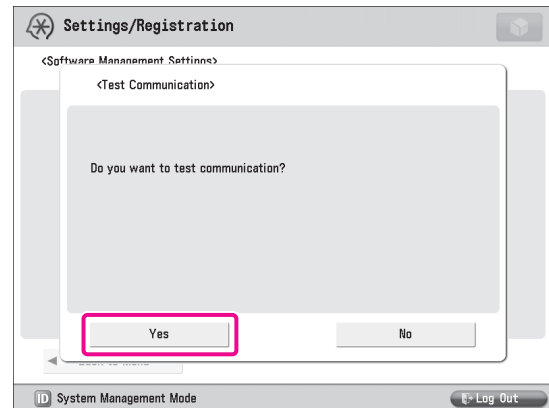 Settings/Registration
<Software Management Settings>
<Test Communication>
Do you want to test communication?
Yes
No
ID System Management Mode
Log Out